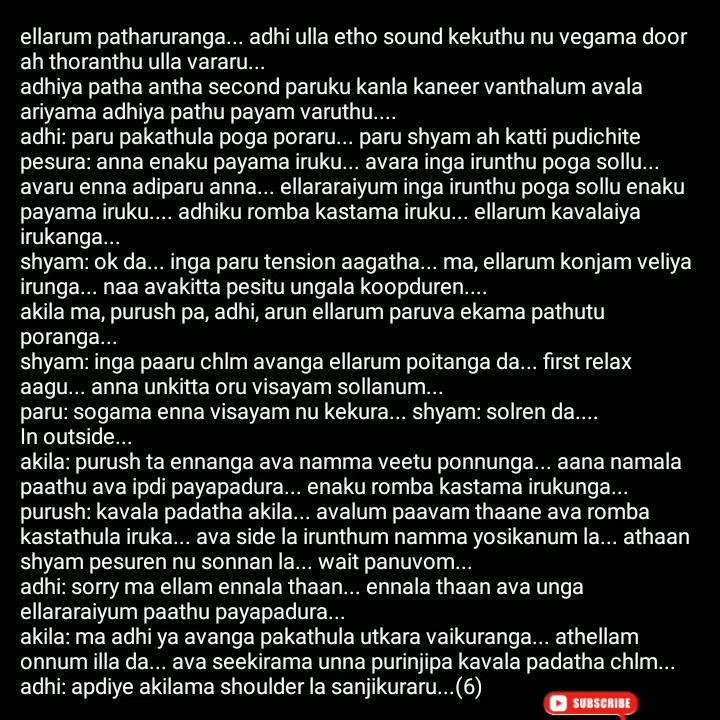 ellarum patharuranga... adhi ulla etho sound kekuthu nu vegama door
ah thoranthu ulla vararu...
adhiya patha antha second paruku kanla kaneer vanthalum avala
ariyama adhiya pathu payam varuthu....
adhi: paru pakathula poga poraru... paru shyam ah katti pudichite
pesura: anna enaku payama iruku... avara inga irunthu poga sollu...
avaru enna adiparu anna... ellararaiyum inga irunthu poga sollu enaku
payama iruku.... adhiku romba kastama iruku... ellarum kavalaiya
irukanga...
shyam: ok da... inga paru tension aagatha... ma, ellarum konjam veliya
irunga... naa avakitta pesitu ungala koopduren....
akila ma, purush pa, adhi, arun ellarum paruva ekama pathutu
poranga...
shyam: inga paaru chlm avanga ellarum poitanga da... first relax
aagu... anna unkitta oru visayam sollanum...
paru: sogama enna visayam nu kekura... shyam: solren da....
In outside...
akila: purush ta ennanga ava namma veetu ponnunga... aana namala
paathu ava ipdi payapadura... enaku romba kastama irukunga...
purush: kavala padatha akila... avalum paavam thaane ava romba
kastathula iruka... ava side la irunthum namma yosikanum la... athaan
shyam pesuren nu sonnan la... wait panuvom...
adhi: sorry ma ellam ennala thaan... ennala thaan ava unga
ellararaiyum paathu payapadura...
akila: ma adhi ya avanga pakathula utkara vaikuranga... athellam
onnum illa da... ava seekirama unna purinjipa kavala padatha chlm...
adhi: apdiye akilama shoulder la sanjikuraru...(6)
SUBSCRIBE